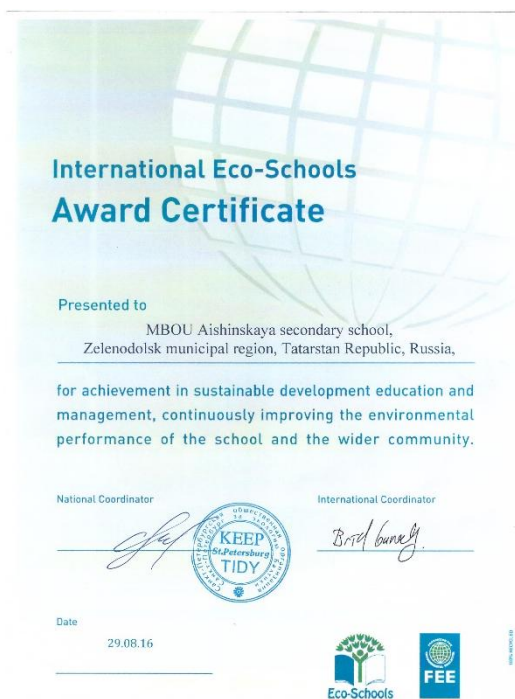 International Eco-Schools
Award Certificate
Presented to
MBOU Aishinskaya secondary school,
Zelenodolsk municipal region, Tatarstan Republic, Russia,
for achievement in sustainable development education and
management, continuously improving the environmental
performance of the school and the wider community.
National Coordinator
International Coordinator
KEEP
St.Petersburg
TIDY
Date
29.08.16
Eco-Schools
FEE